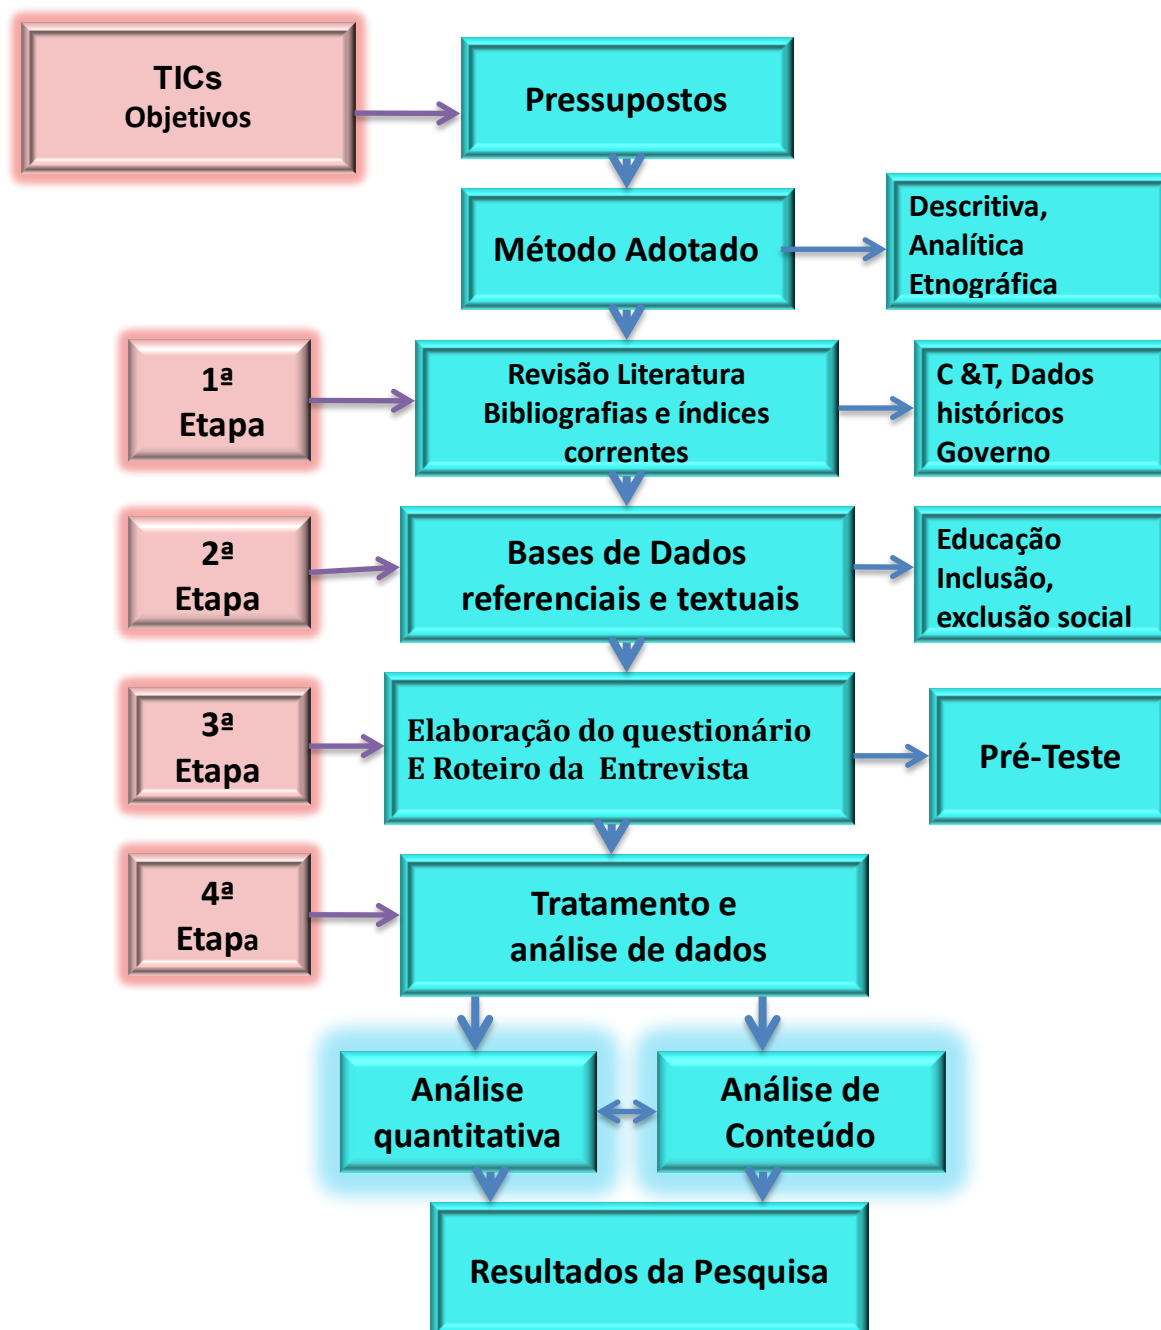 TICs
Objetivos
Pressupostos
Método Adotado
Descritiva,
Analítica
Etnográfica
1ª
Etapa
Revisão Literatura
Bibliografias e índices
correntes
C &T, Dados
históricos
Governo
2ª
Etapa
Bases de Dados
referenciais e textuais
Educação
Inclusão,
exclusão social
3ª
Etapa
Elaboração do questionário
E Roteiro da Entrevista
Pré-Teste
4ª
Etapa
Tratamento e
análise de dados
Análise
quantitativa
Análise de
Conteúdo
Resultados da Pesquisa